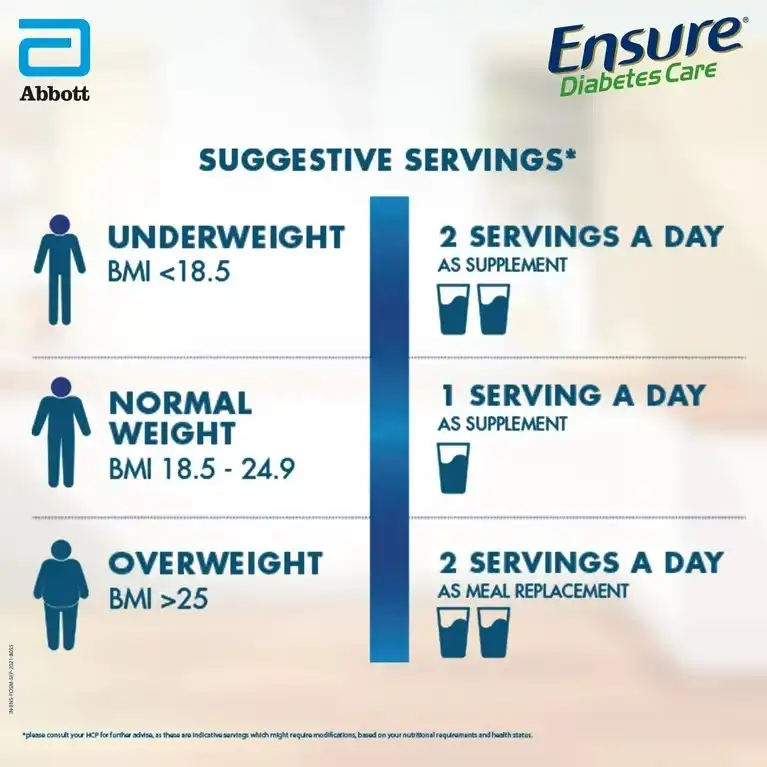 Abbott
Ensure®
Diabetes Care
SUGGESTIVE SERVINGS*
UNDERWEIGHT
BMI <18.5
2 SERVINGS A DAY
AS SUPPLEMENT
NORMAL
WEIGHT
BMI 18.5 - 24.9
1 SERVING A DAY
AS SUPPLEMENT
OVERWEIGHT
BMI >25
2 SERVINGS A DAY
AS MEAL REPLACEMENT
*please consult your HCP for further advise, as these are indicative servings which might require modifications, based on your nutritional requirements and health status.